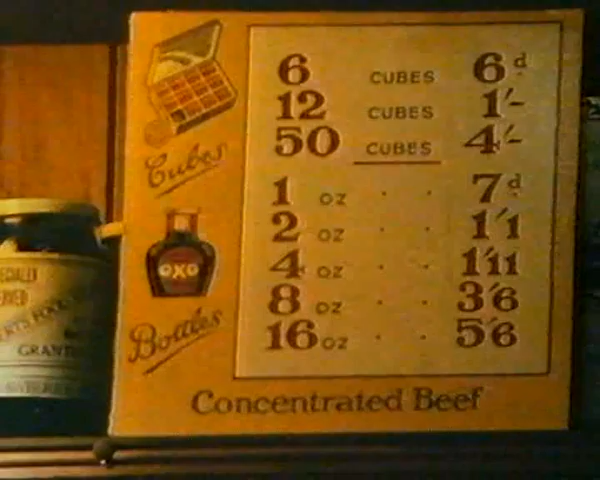 6 CUBES 6d
12 CUBES 1'-
50 CUBES 4'-
Cubes
1 oz . . 7d
2 oz . . 1'1
4 oz . . 1'11
8 oz . . 3'6
16 oz . . 5'6
OXO
Bottles
Concentrated Beef